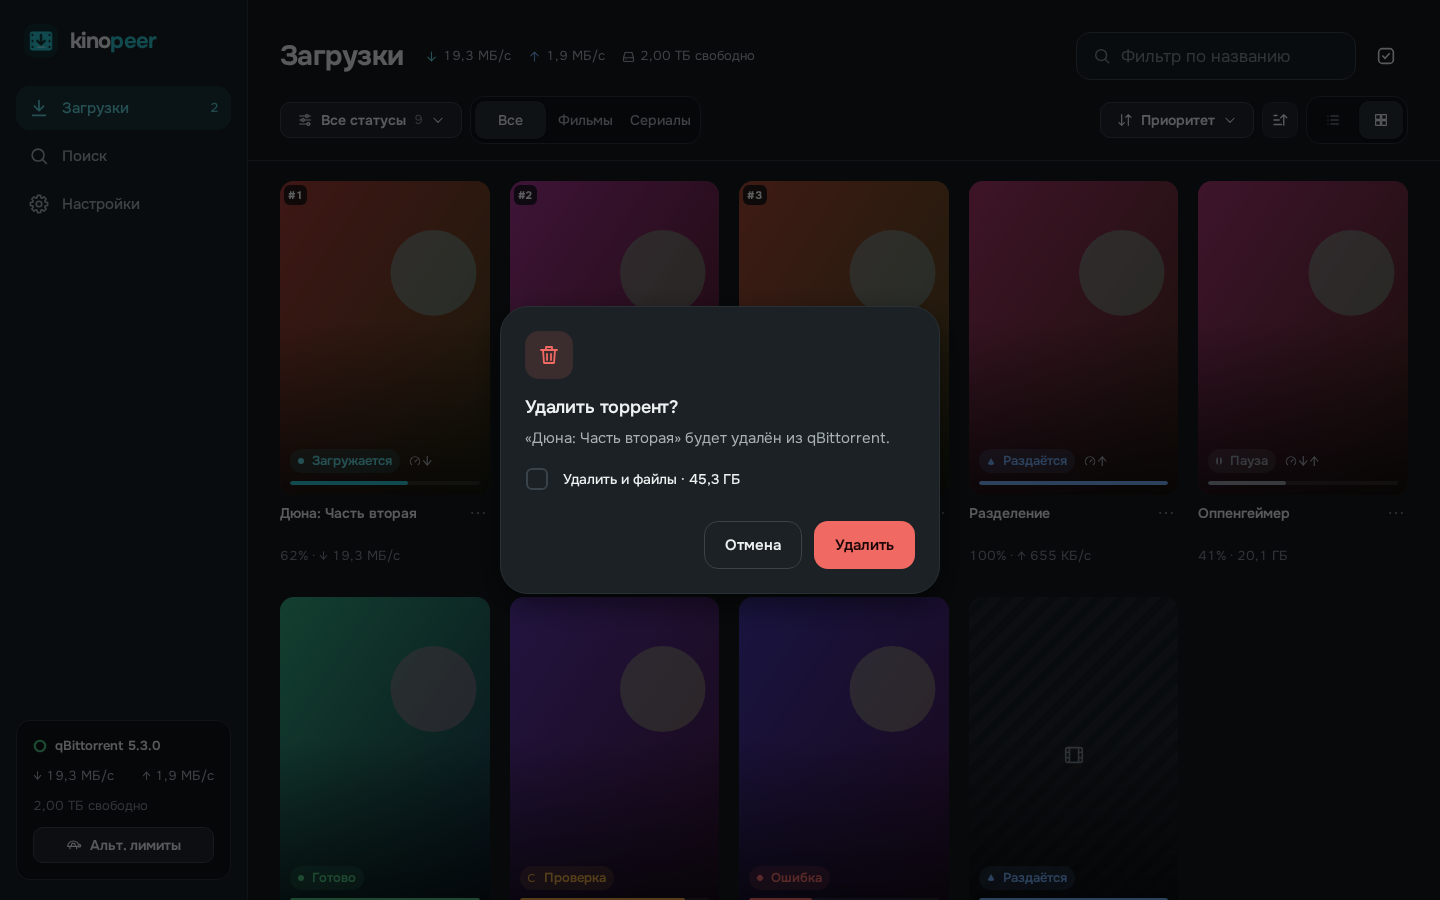 kinopeer
Загрузки 2
Поиск
Настройки
qBittorrent 5.3.0
↓ 19,3 МБ/с ↑ 1,9 МБ/с
2,00 ТБ свободно
Альт. лимиты
Загрузки ↓ 19,3 МБ/с ↑ 1,9 МБ/с 2,00 ТБ свободно
Фильтр по названию
Все статусы 9 Все Фильмы Сериалы Приоритет
#1 #2 #3
Загружается Раздаётся Пауза
Дюна: Часть вторая ··· Разделение ··· Оппенгеймер ···
62% · ↓ 19,3 МБ/с 100% · ↑ 655 КБ/с 41% · 20,1 ГБ
Удалить торрент?
«Дюна: Часть вторая» будет удалён из qBittorrent.
Удалить и файлы · 45,3 ГБ
Отмена Удалить
Готово Проверка Ошибка Раздаётся